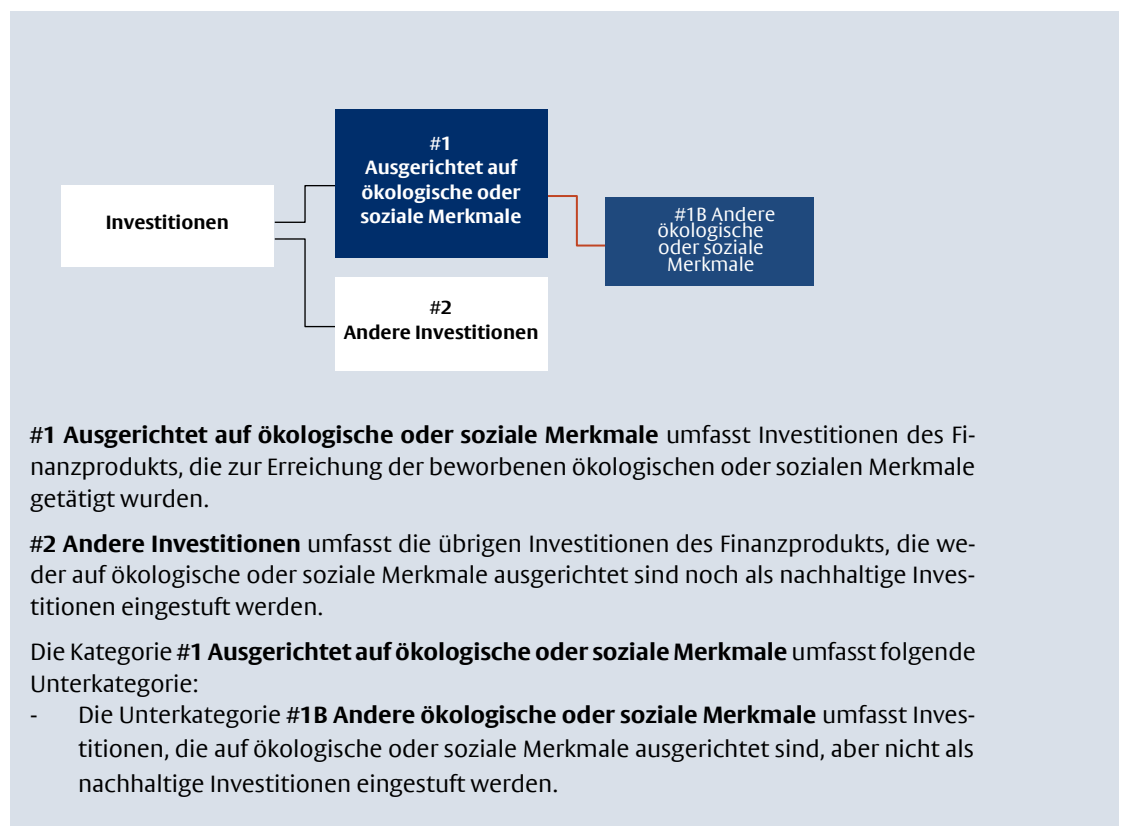 #1
Ausgerichtet auf
ökologische oder
soziale Merkmale
Investitionen
#1B Andere
ökologische
oder soziale
Merkmale
#2
Andere Investitionen
#1 Ausgerichtet auf ökologische oder soziale Merkmale umfasst Investitionen des Fi-
nanzprodukts, die zur Erreichung der beworbenen ökologischen oder sozialen Merkmale
getätigt wurden.
#2 Andere Investitionen umfasst die übrigen Investitionen des Finanzprodukts, die we-
der auf ökologische oder soziale Merkmale ausgerichtet sind noch als nachhaltige Inves-
titionen eingestuft werden.
Die Kategorie #1 Ausgerichtet auf ökologische oder soziale Merkmale umfasst folgende
Unterkategorie:
- Die Unterkategorie #1B Andere ökologische oder soziale Merkmale umfasst Inves-
titionen, die auf ökologische oder soziale Merkmale ausgerichtet sind, aber nicht als
nachhaltige Investitionen eingestuft werden.